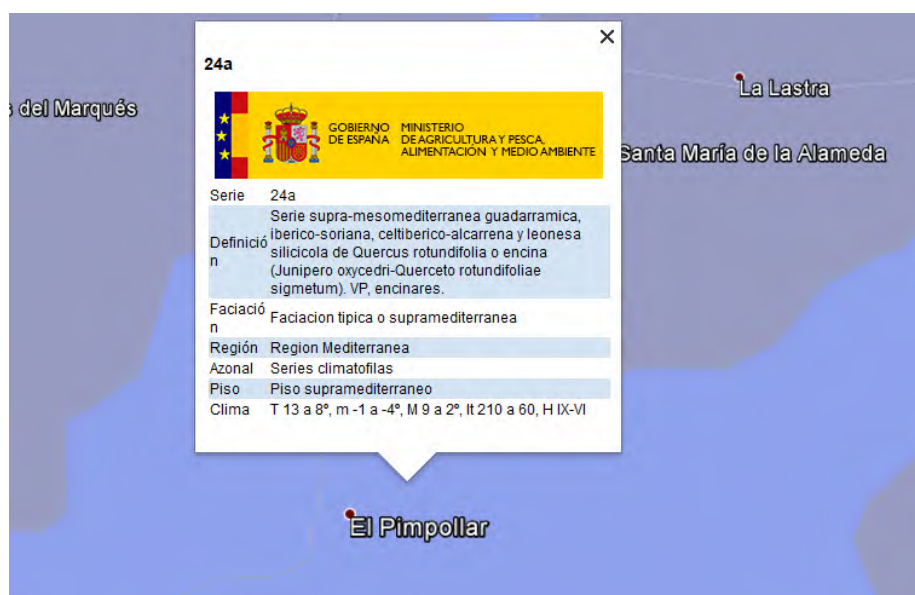 24a
GOBIERNO
DE ESPAÑA
MINISTERIO
DE AGRICULTURA Y PESCA,
ALIMENTACIÓN Y MEDIO AMBIENTE
Serie 24a
Definició
n
Serie supra-mesomediterranea guadarramica,
iberico-soriana, celtiberico-alcarrena y leonesa
silicicola de Quercus rotundifolia o encina
(Junipero oxycedri-Querceto rotundifoliae
sigmetum). VP, encinares.
Faciació
n
Faciacion tipica o supramediterranea
Región Region Mediterranea
Azonal Series climatofilas
Piso Piso supramediterraneo
Clima T 13 a 8º, m -1 a -4º, M 9 a 2º, It 210 a 60, H IX-VI
del Marqués
La Lastra
Santa María de la Alameda
El Pimpollar